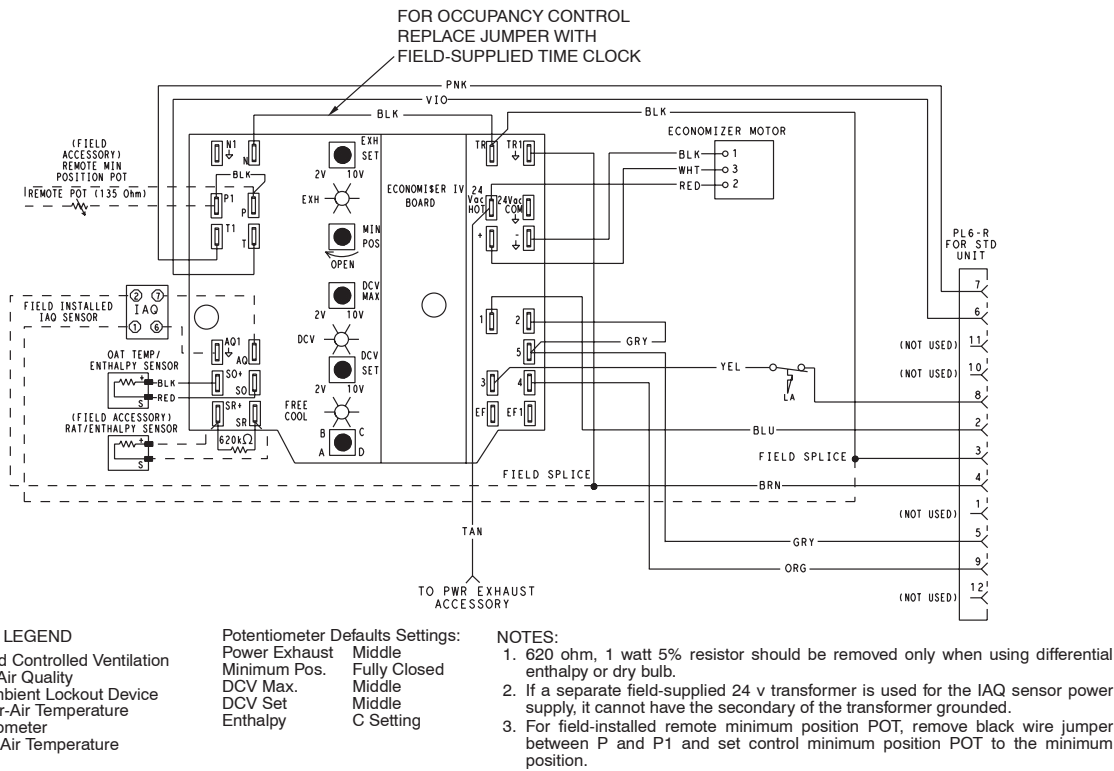 FOR OCCUPANCY CONTROL
REPLACE JUMPER WITH
FIELD-SUPPLIED TIME CLOCK
PNK
VIO
BLK
BLK
(FIELD
ACCESSORY)
REMOTE MIN
POSITION POT
REMOTE POT (135 Ohm)
N1
N
BLK
P1
P
T1
T
EXH
SET
2V 10V
EXH
MIN
POS
OPEN
DCV
MAX
2V 10V
DCV
DCV
SET
2V 10V
FREE
COOL
B C
A D
ECONOMI$ER IV
BOARD
TR
TR1
24
Vac
HOT
24Vac
COM
+
-
1
2
5
3
4
EF
EF1
ECONOMIZER MOTOR
BLK 1
WHT 3
RED 2
FIELD INSTALLED
IAQ SENSOR
2 7
IAQ
1 6
AQ1
AQ
OAT TEMP/
ENTHALPY SENSOR
+
S
BLK
RED
SO+
SO
(FIELD ACCESSORY)
RAT/ENTHALPY SENSOR
+
S
SR+
SR
620kΩ
GRY
YEL
LA
BLU
FIELD SPLICE
FIELD SPLICE
BRN
TAN
GRY
ORG
TO PWR EXHAUST
ACCESSORY
PL6-R
FOR STD
UNIT
7
6
(NOT USED) 11
(NOT USED) 10
8
2
3
4
(NOT USED) 1
5
9
(NOT USED) 12
LEGEND
d Controlled Ventilation
Air Quality
mbient Lockout Device
r-Air Temperature
ometer
Air Temperature
Potentiometer Defaults Settings:
Power Exhaust Middle
Minimum Pos. Fully Closed
DCV Max. Middle
DCV Set Middle
Enthalpy C Setting
NOTES:
1. 620 ohm, 1 watt 5% resistor should be removed only when using differential
enthalpy or dry bulb.
2. If a separate field-supplied 24 v transformer is used for the IAQ sensor power
supply, it cannot have the secondary of the transformer grounded.
3. For field-installed remote minimum position POT, remove black wire jumper
between P and P1 and set control minimum position POT to the minimum
position.